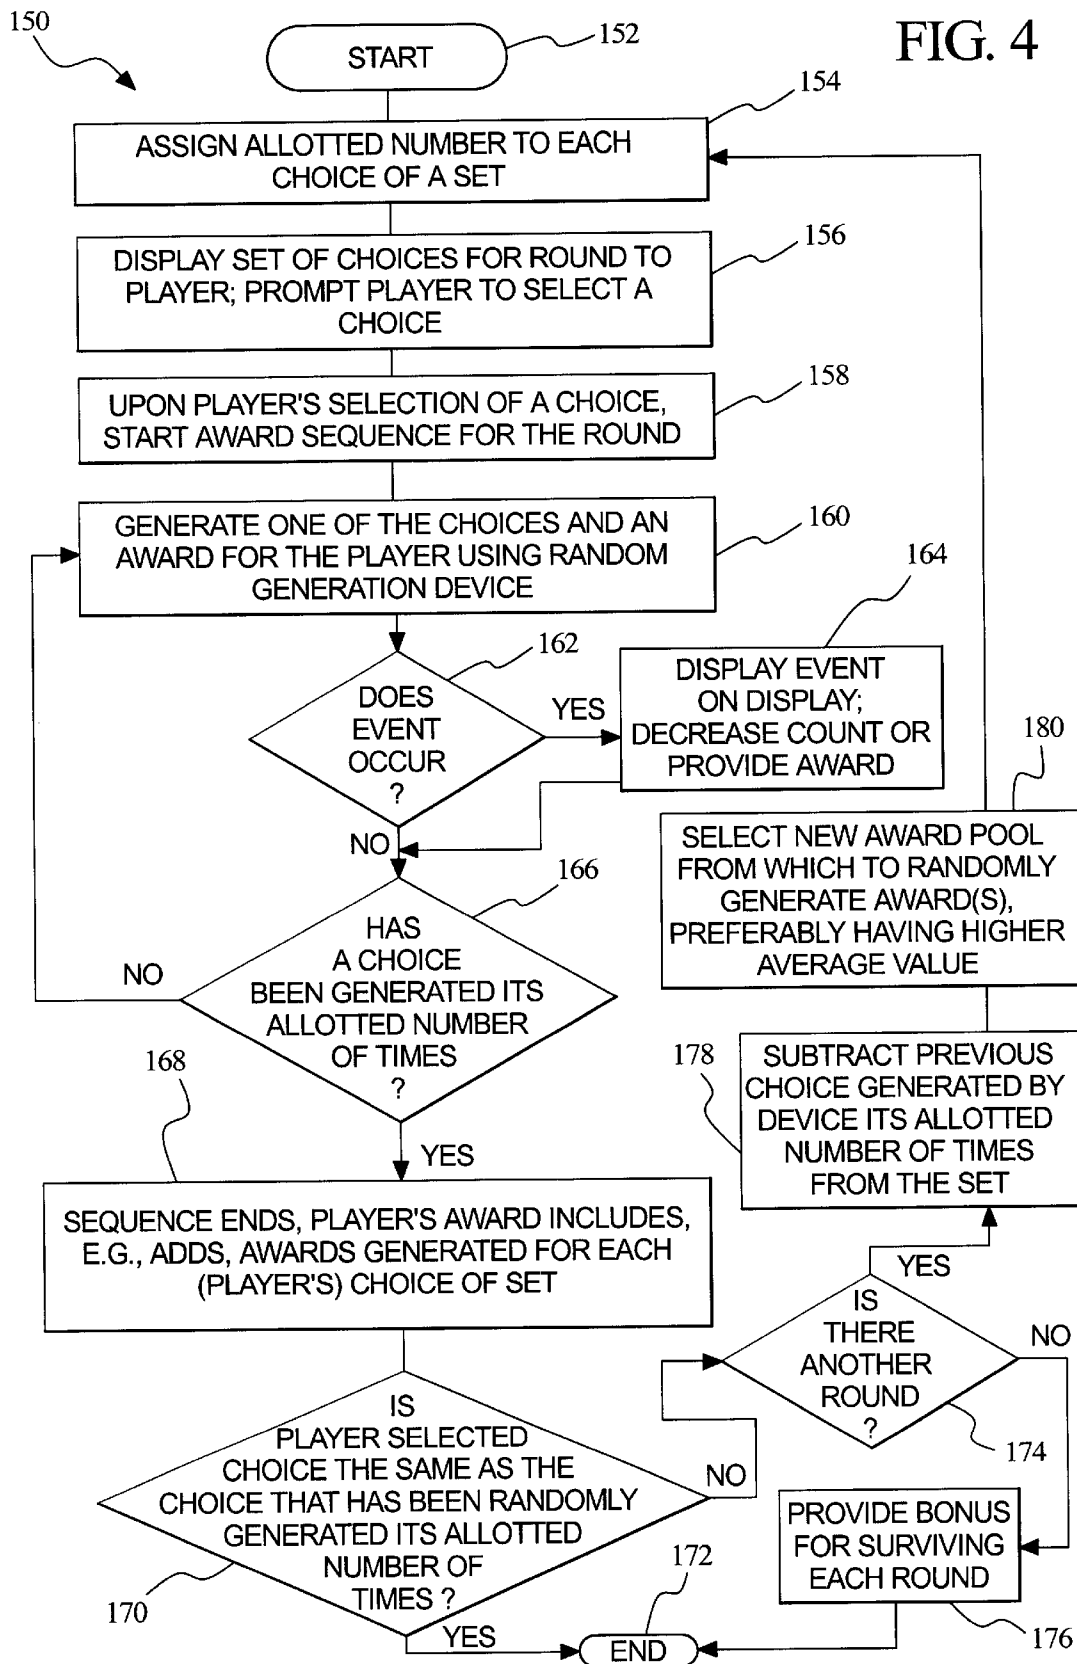 150
START
152
FIG. 4
154
ASSIGN ALLOTTED NUMBER TO EACH
CHOICE OF A SET
156
DISPLAY SET OF CHOICES FOR ROUND TO
PLAYER; PROMPT PLAYER TO SELECT A
CHOICE
158
UPON PLAYER'S SELECTION OF A CHOICE,
START AWARD SEQUENCE FOR THE ROUND
160
GENERATE ONE OF THE CHOICES AND AN
AWARD FOR THE PLAYER USING RANDOM
GENERATION DEVICE
162
DOES
EVENT
OCCUR
?
YES
NO
164
DISPLAY EVENT
ON DISPLAY;
DECREASE COUNT OR
PROVIDE AWARD
166
HAS
A CHOICE
BEEN GENERATED ITS
ALLOTTED NUMBER
OF TIMES
?
NO
YES
168
SEQUENCE ENDS, PLAYER'S AWARD INCLUDES,
E.G., ADDS, AWARDS GENERATED FOR EACH
(PLAYER'S) CHOICE OF SET
IS
PLAYER SELECTED
CHOICE THE SAME AS THE
CHOICE THAT HAS BEEN RANDOMLY
GENERATED ITS ALLOTTED
NUMBER OF
TIMES ?
170
NO
YES
172
END
180
SELECT NEW AWARD POOL
FROM WHICH TO RANDOMLY
GENERATE AWARD(S),
PREFERABLY HAVING HIGHER
AVERAGE VALUE
178
SUBTRACT PREVIOUS
CHOICE GENERATED BY
DEVICE ITS ALLOTTED
NUMBER OF TIMES
FROM THE SET
YES
IS
THERE
ANOTHER
ROUND
?
NO
174
PROVIDE BONUS
FOR SURVIVING
EACH ROUND
176